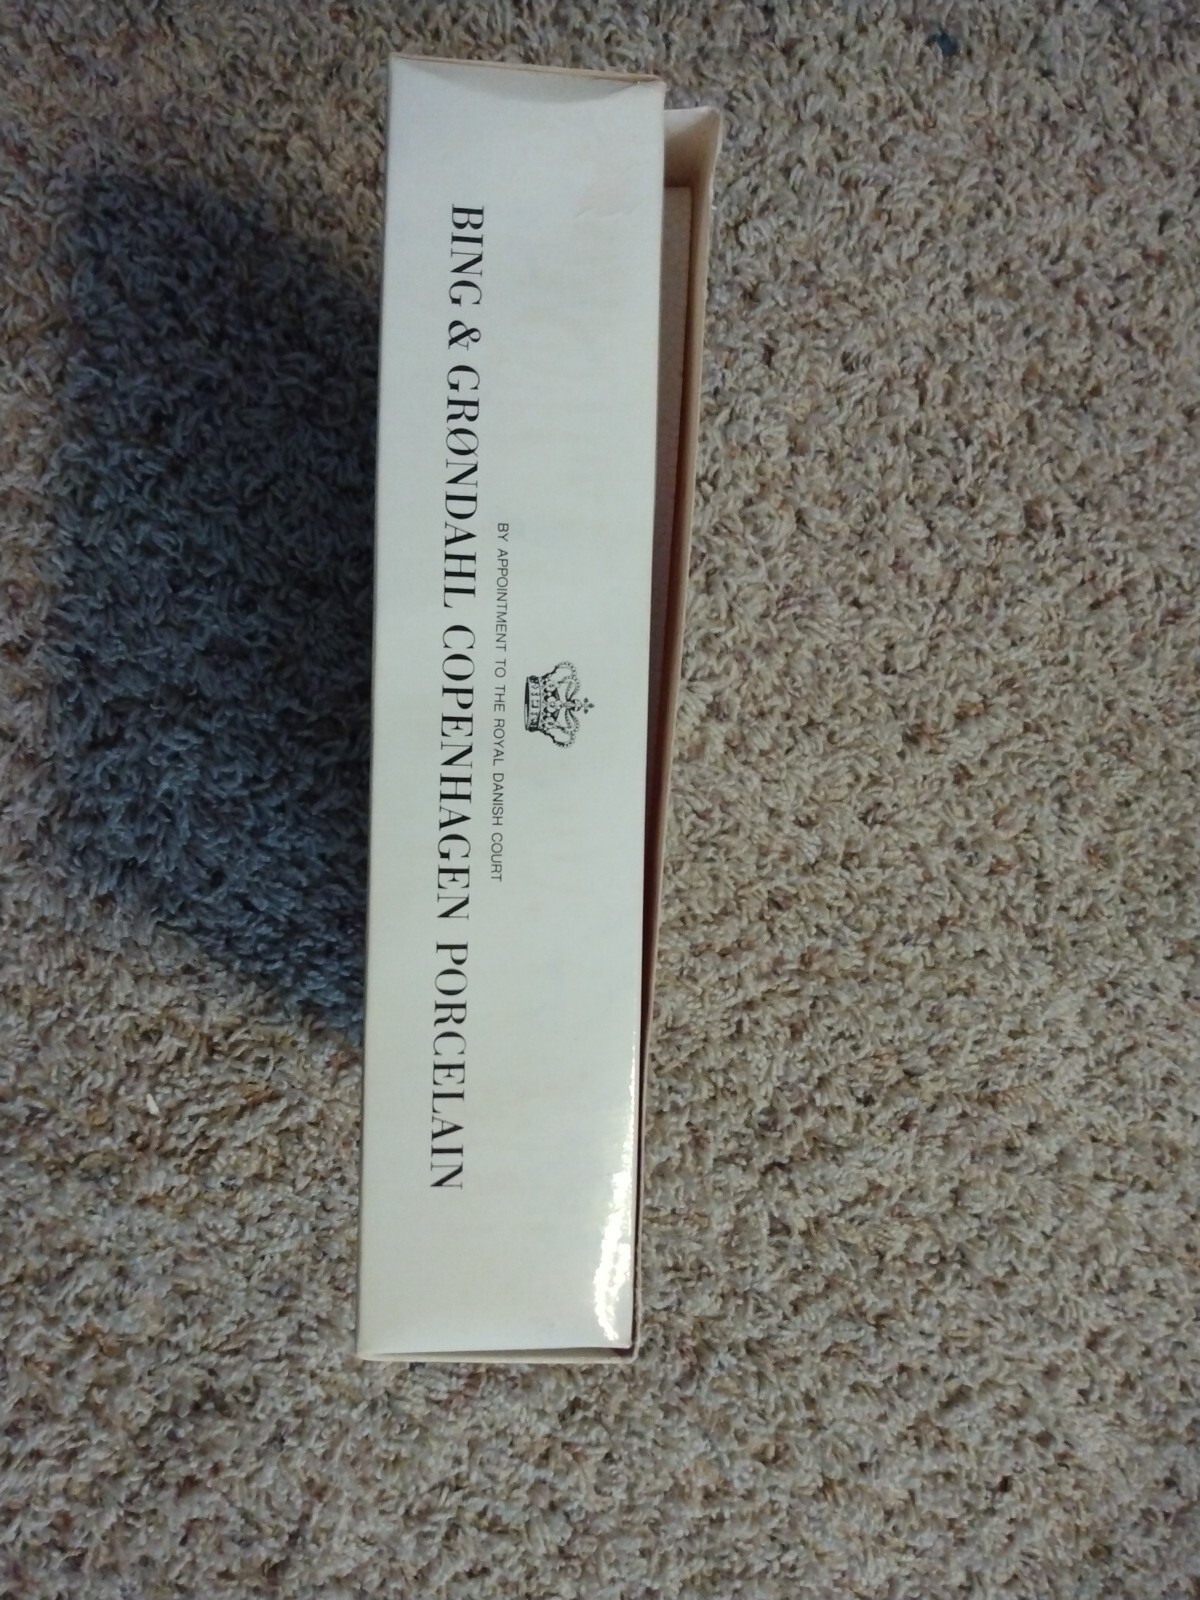 BY APPOINTMENT TO THE ROYAL DANISH COURT
BING & GRØNDAHL COPENHAGEN PORCELAIN